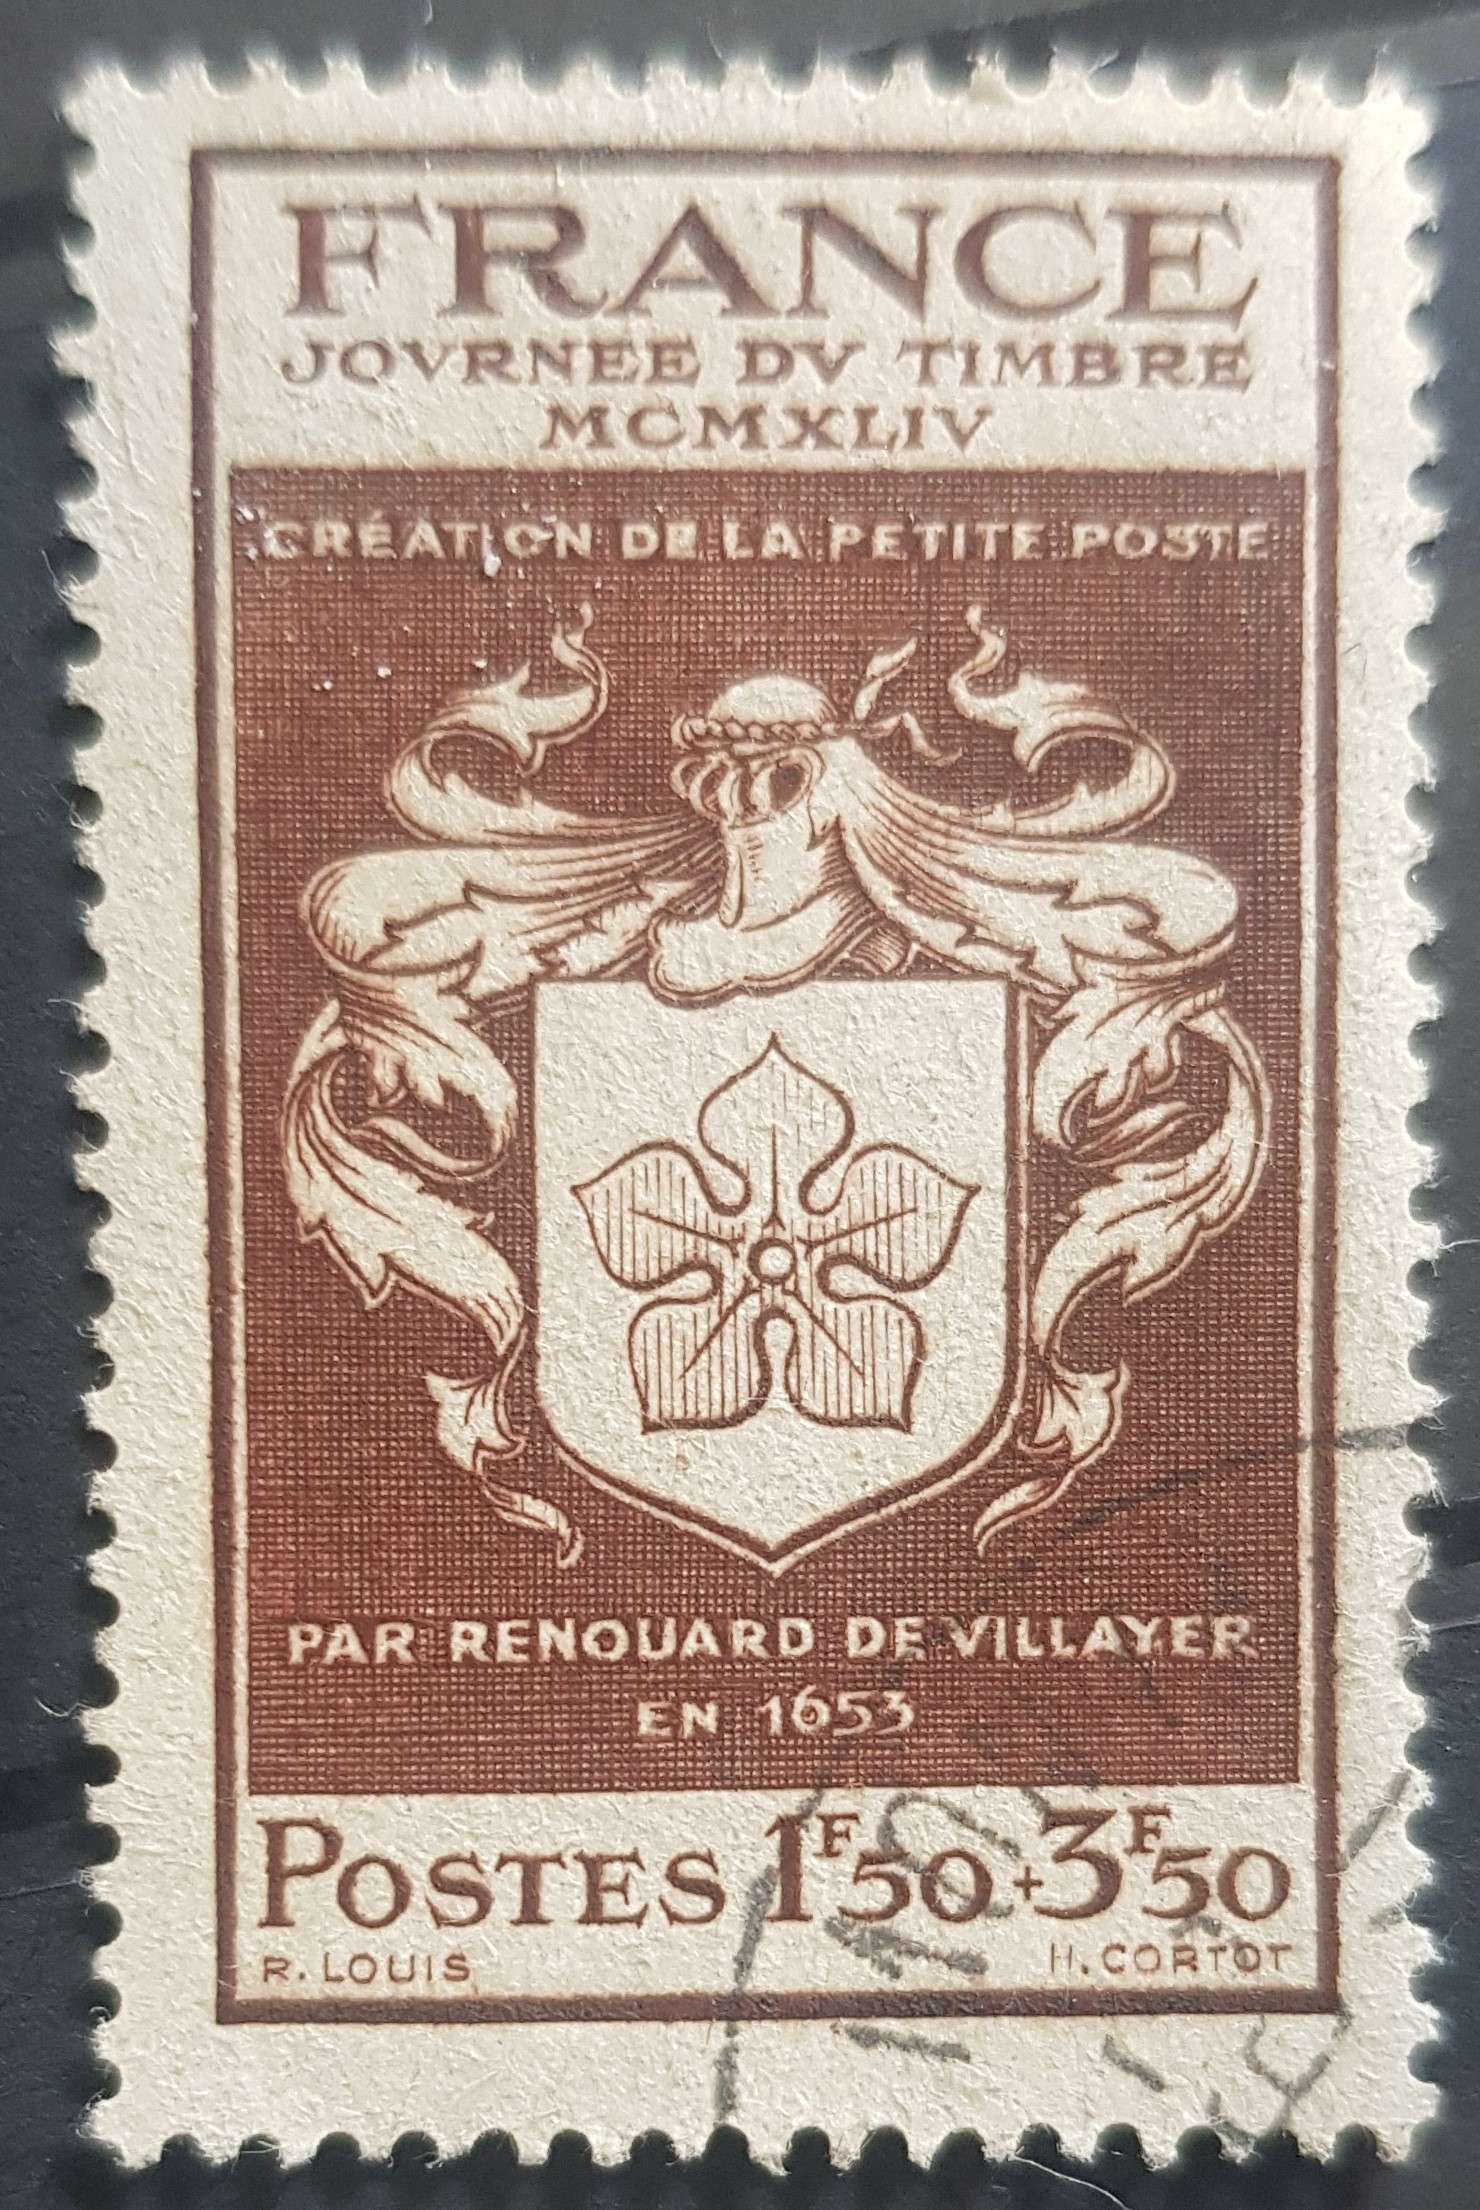 FRANCE
JOVRNEE DV TIMBRE
MCMXLIV
CRÉATION DE LA PETITE POSTE
PAR RENOUARD DE VILLAYER
EN 1653
POSTES 1F50+3F50
R. LOUIS H. CORTOT